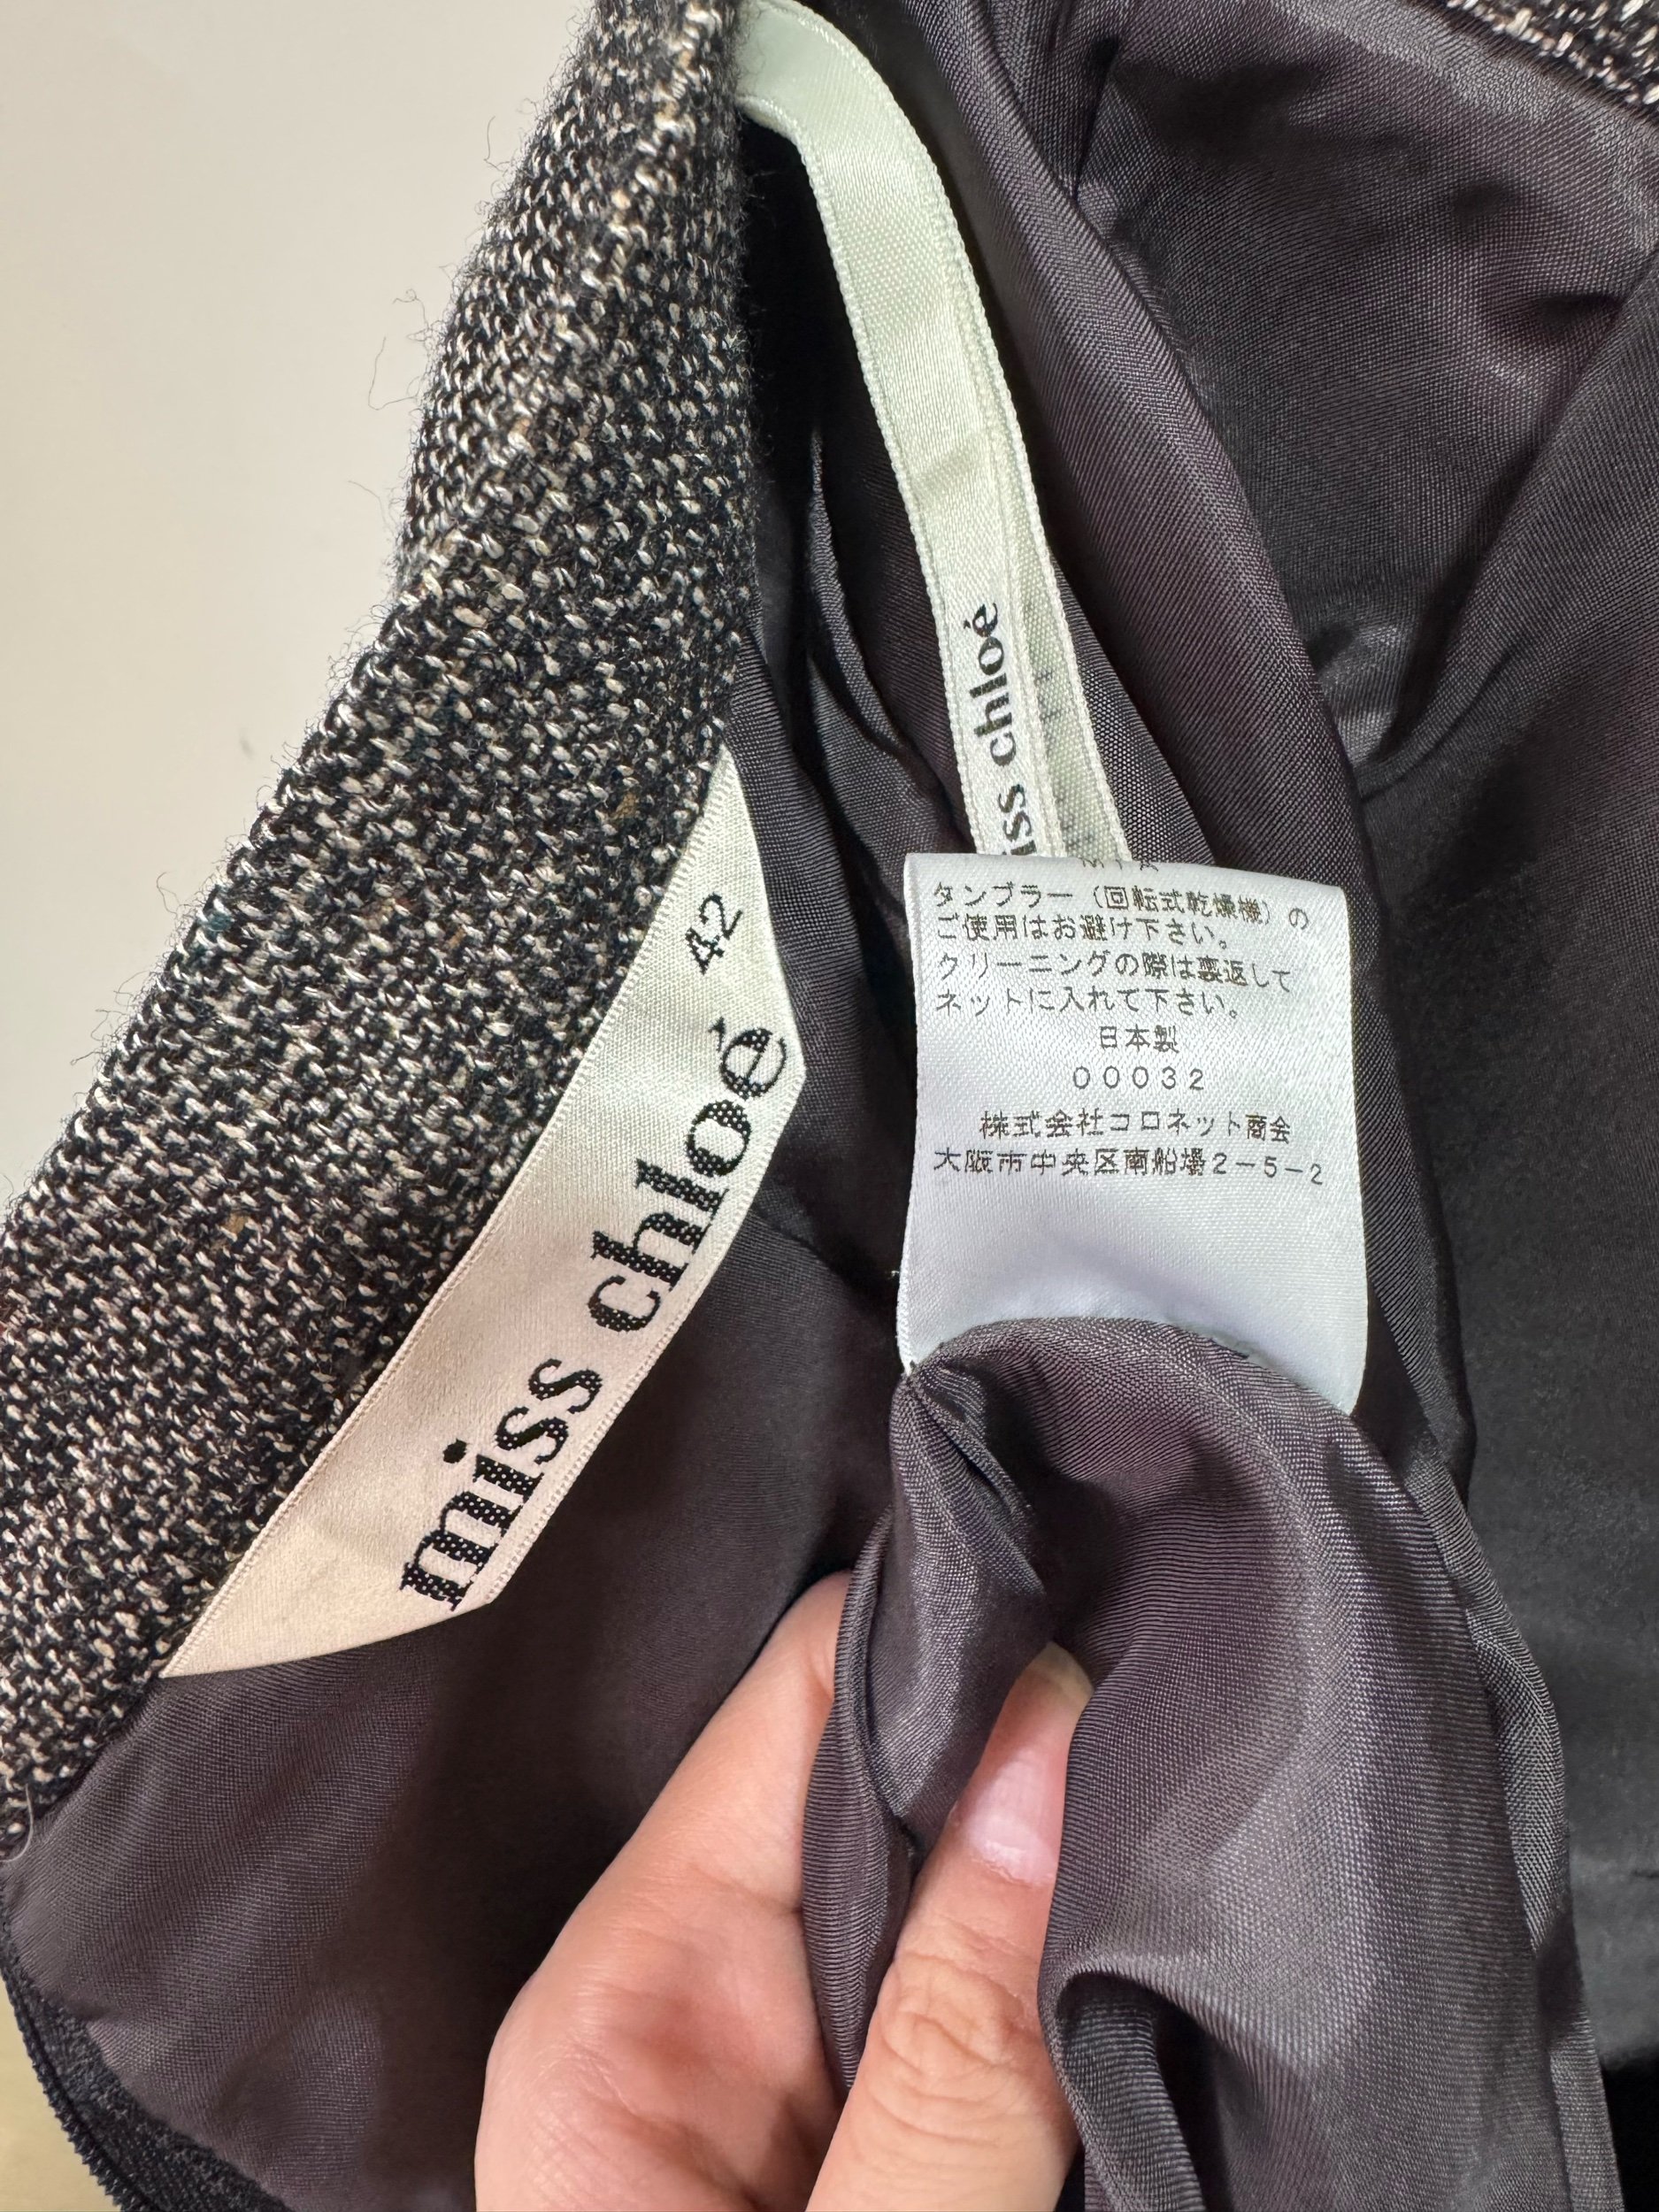 miss chloé
42
iss chloé
タンブラー（回転式乾燥機）の
ご使用はお避け下さい。
クリーニングの際は裏返して
ネットに入れて下さい。
日本製
00032
株式会社コロネット商会
大阪市中央区南船場2-5-2